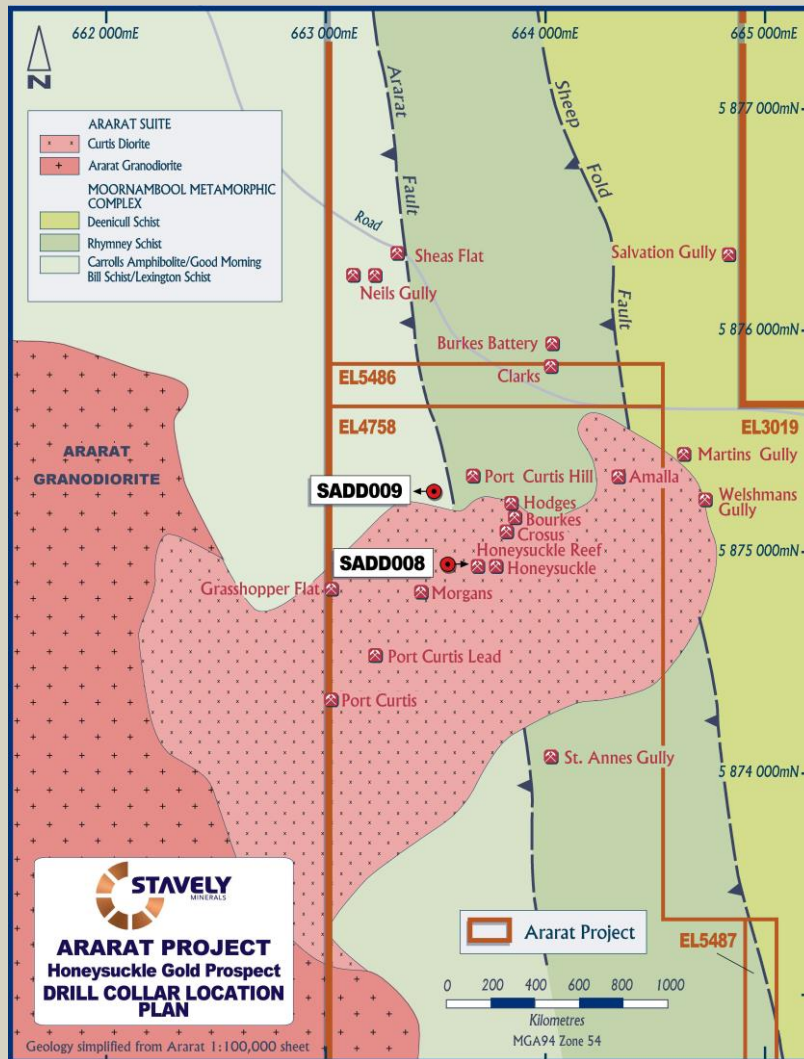 662 000mE
663 000mE
664 000mE
665 000mE
N
5 877 000mN
ARARAT SUITE
Curtis Diorite
Ararat Granodiorite
MOORNAMBOOL METAMORPHIC
COMPLEX
Deenicull Schist
Rhymney Schist
Carrolls Amphibolite/Good Morning
Bill Schist/Lexington Schist
Ararat
Fault
Sheep
Fold
Fault
Road
Sheas Flat
Salvation Gully
Neils Gully
Burkes Battery
5 876 000mN
Clarks
EL5486
EL4758
EL3019
ARARAT
GRANODIORITE
Martins Gully
Port Curtis Hill
Amalla
SADD009
Hodges
Welshmans
Gully
Bourkes
Crosus
5 875 000mN
Honeysuckle Reef
SADD008
Honeysuckle
Grasshopper Flat
Morgans
Port Curtis Lead
Port Curtis
St. Annes Gully
5 874 000mN
STAVELY
MINERALS
ARARAT PROJECT
Honeysuckle Gold Prospect
DRILL COLLAR LOCATION
PLAN
Ararat Project
EL5487
0 200 400 600 800 1000
Kilometres
MGA94 Zone 54
Geology simplified from Ararat 1:100,000 sheet